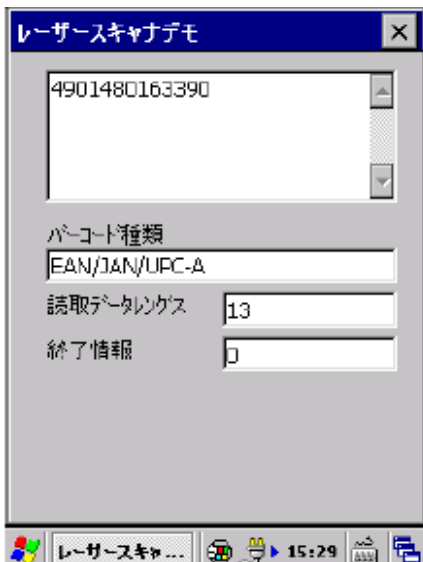 レーザースキャナデモ
4901480163390
ﾊﾞｰｺｰﾄﾞ種類
EAN/JAN/UPC-A
読取ﾃﾞｰﾀﾚﾝｸﾞｽ
13
終了情報
0
レーザースキャ...
15:29